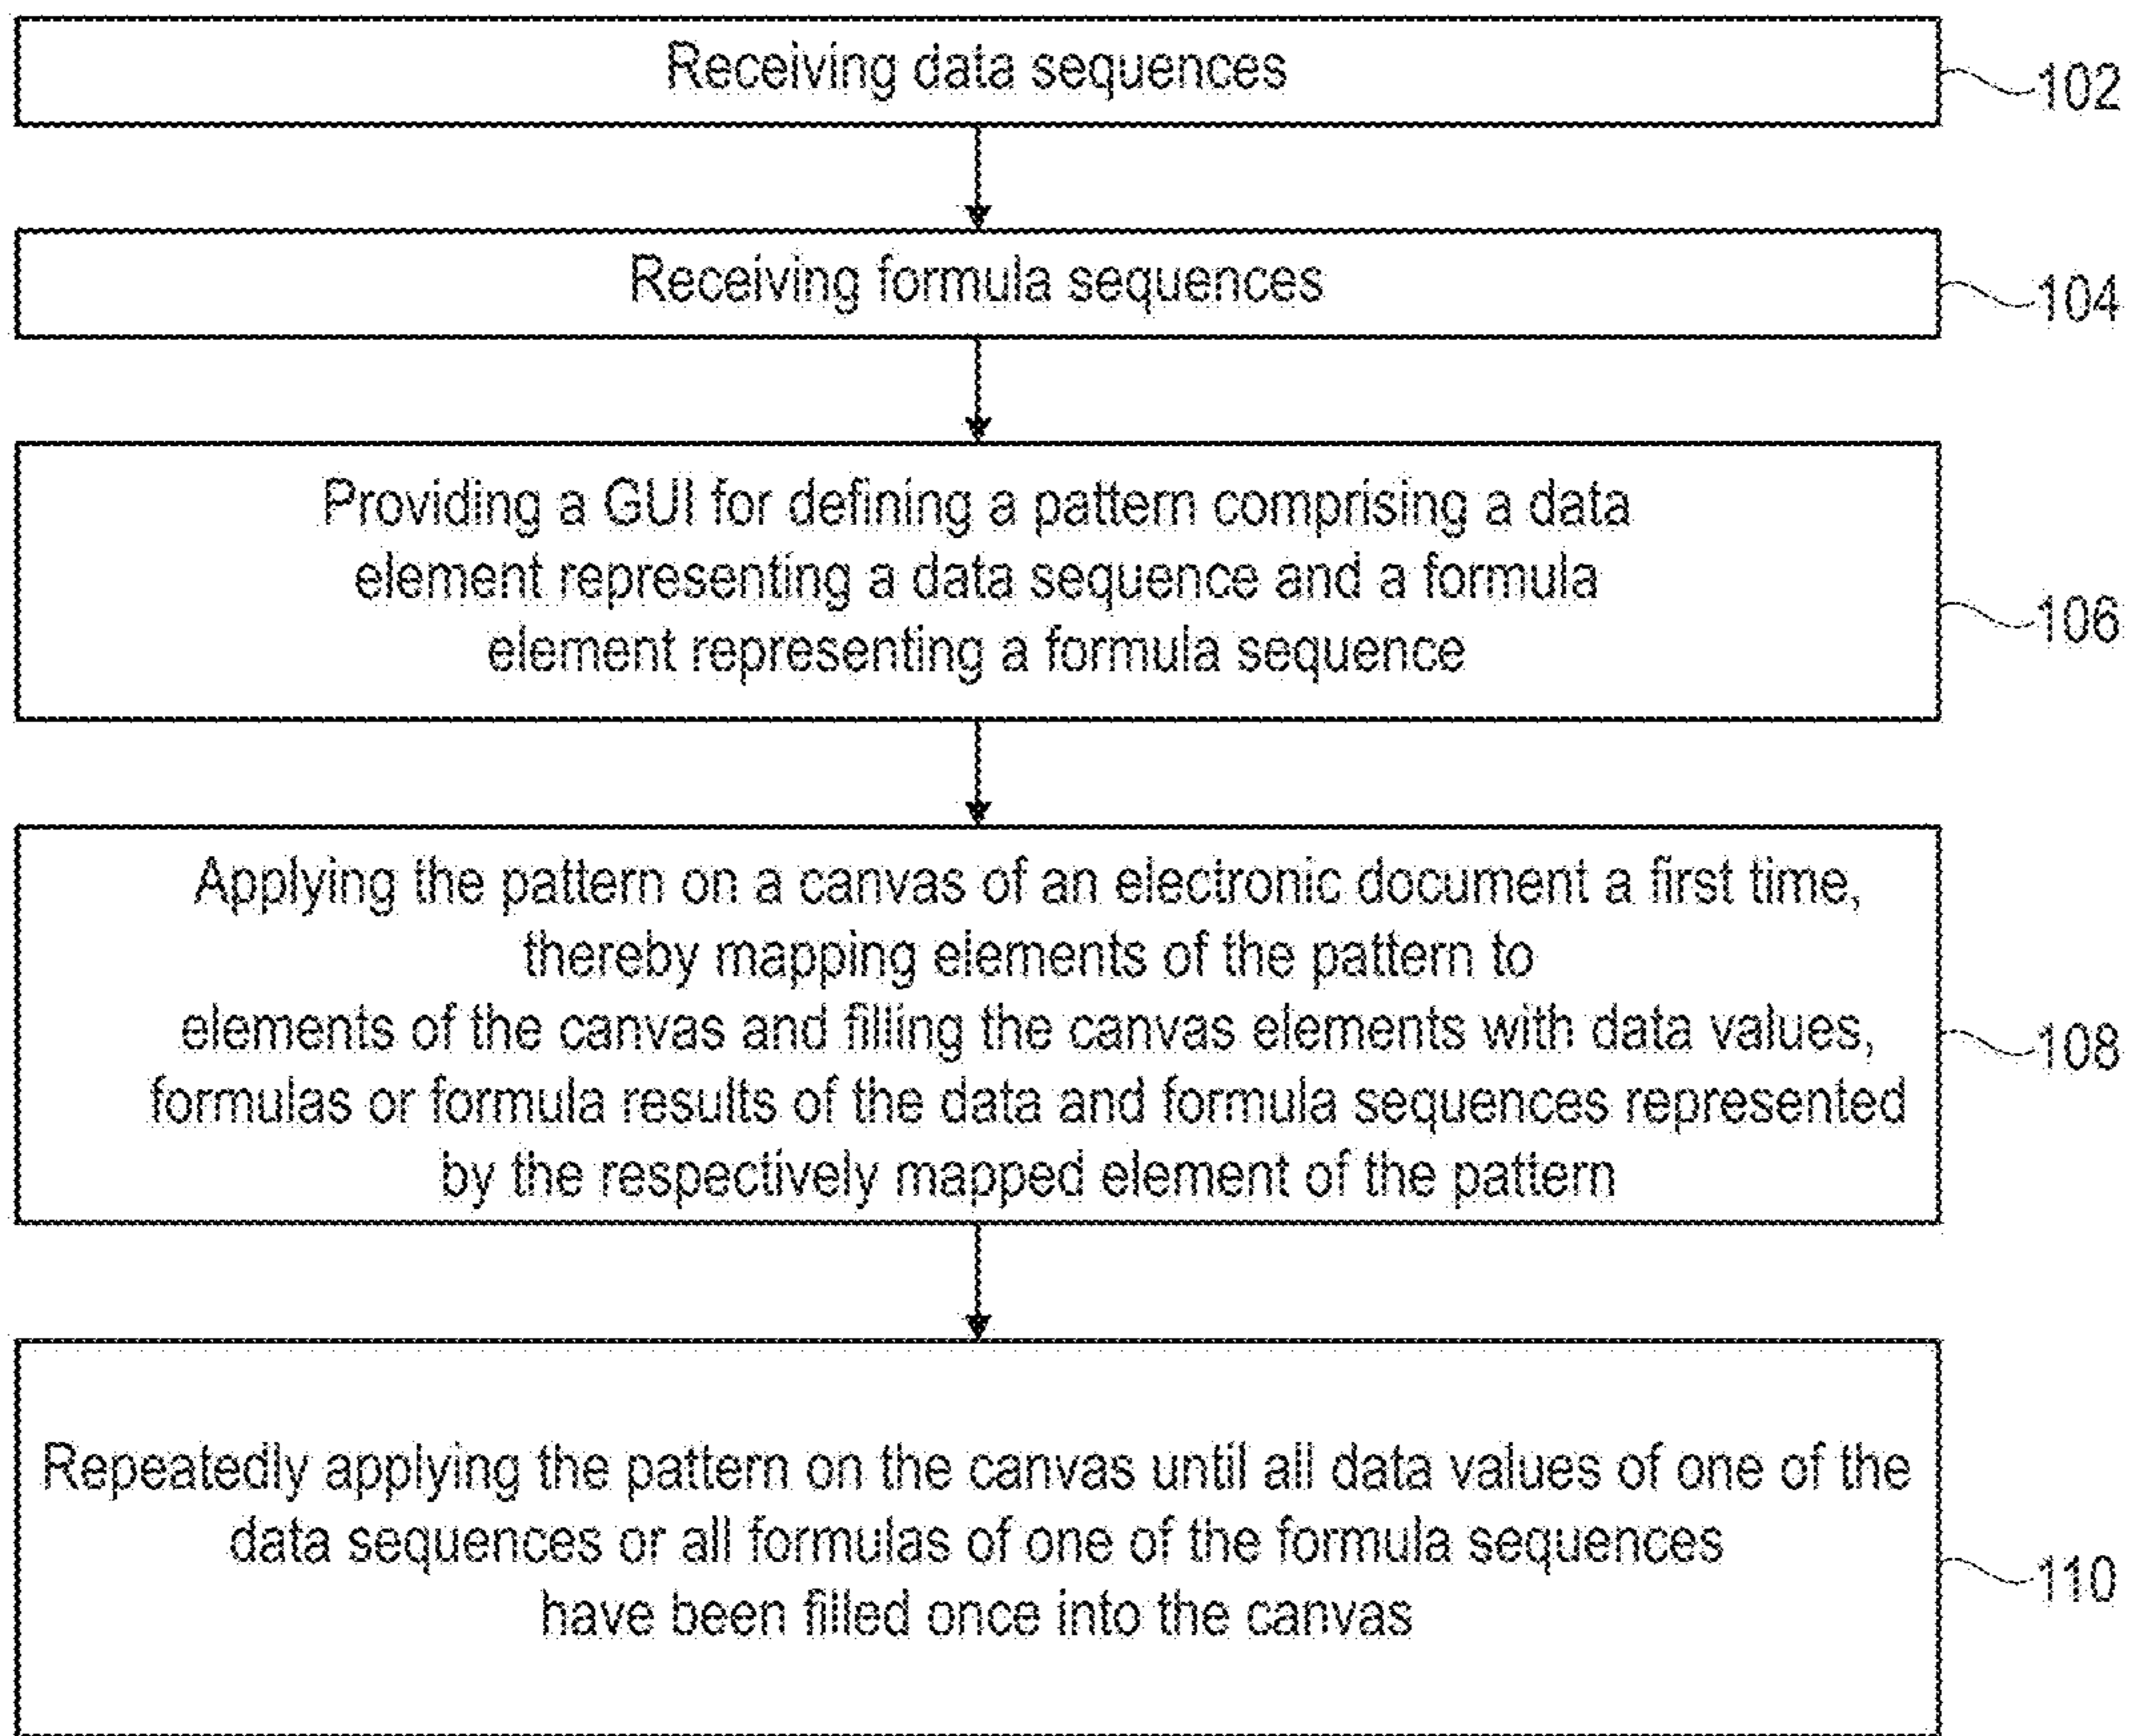 Receiving data sequences
102
Receiving formula sequences
104
Providing a GUI for defining a pattern comprising a data
element representing a data sequence and a formula
element representing a formula sequence
106
Applying the pattern on a canvas of an electronic document a first time,
thereby mapping elements of the pattern to
elements of the canvas and filling the canvas elements with data values,
formulas or formula results of the data and formula sequences represented
by the respectively mapped element of the pattern
108
Repeatedly applying the pattern on the canvas until all data values of one of the
data sequences or all formulas of one of the formula sequences
have been filled once into the canvas
110